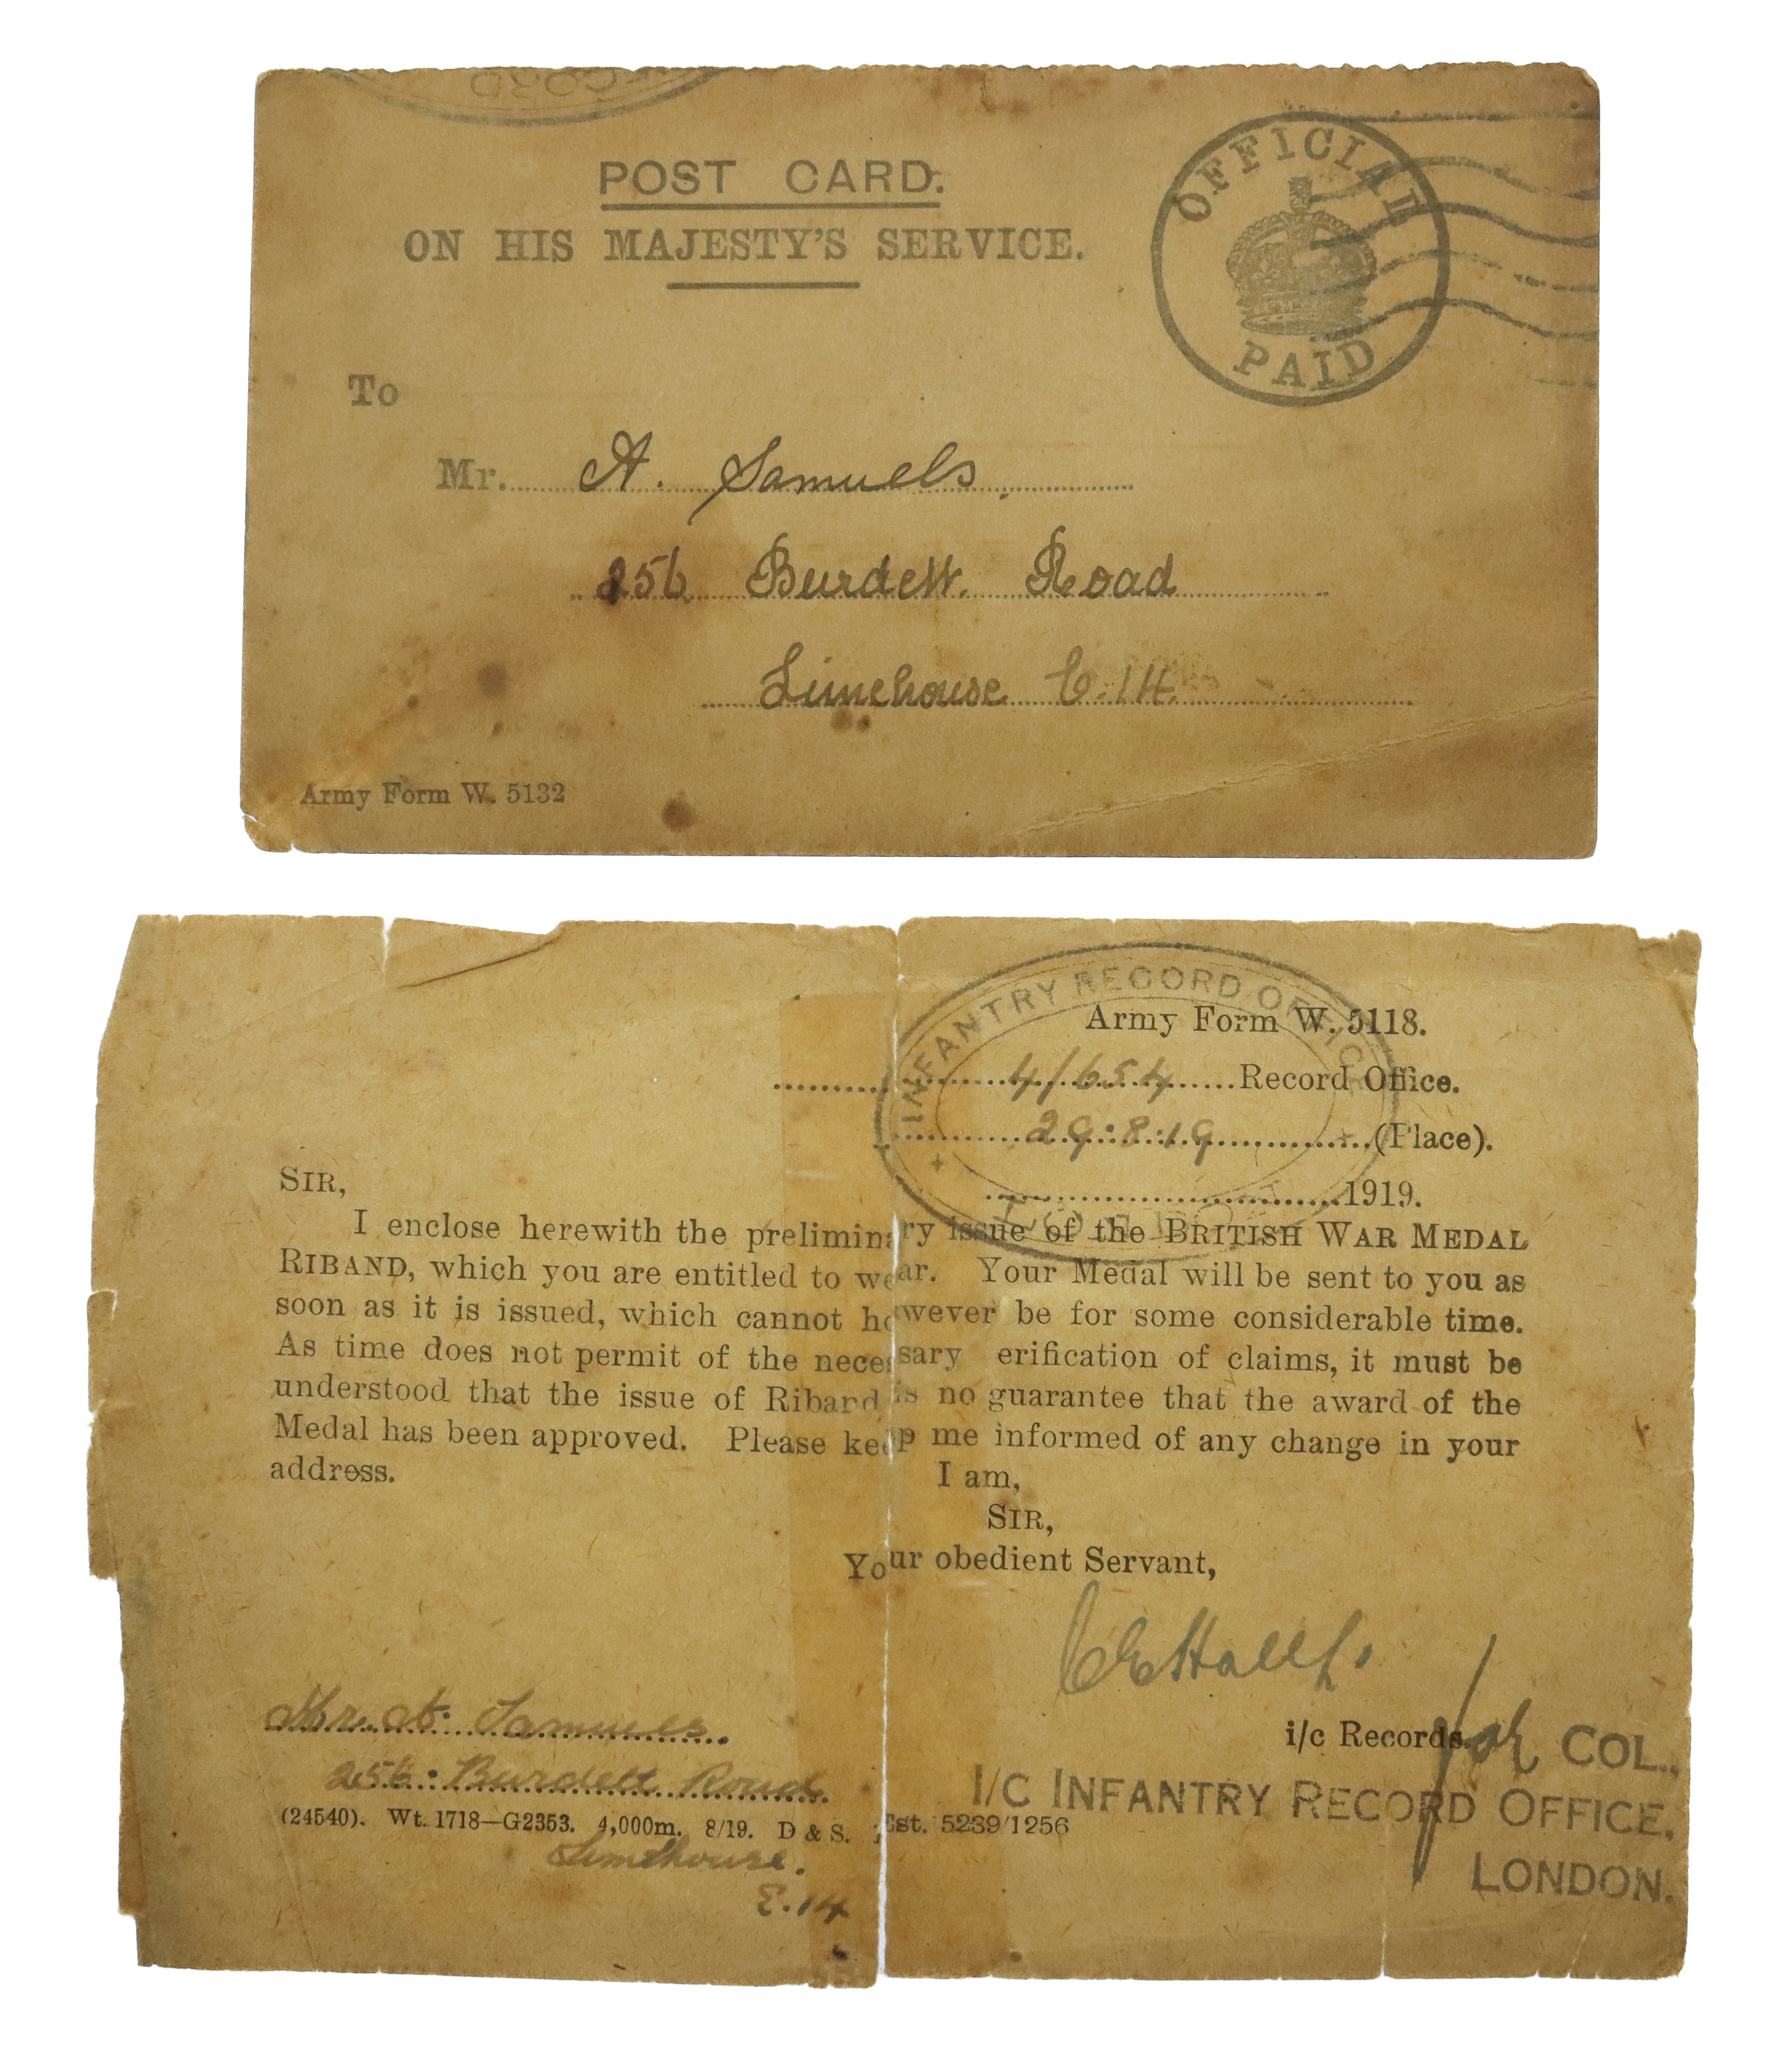 CORD
POST CARD.
ON HIS MAJESTY'S SERVICE.
OFFICIAL
PAID
To
Mr. A. Samuels.
256 Burdett. Road
Limehouse E.14.
Army Form W. 5132
INFANTRY RECORD OFFICE
Army Form W. 5118.
4/654 Record Office.
29:8:19 (Place).
1919.
SIR,
I enclose herewith the preliminary issue of the BRITISH WAR MEDAL
RIBAND, which you are entitled to wear. Your Medal will be sent to you as
soon as it is issued, which cannot however be for some considerable time.
As time does not permit of the necessary erification of claims, it must be
understood that the issue of Riband is no guarantee that the award of the
Medal has been approved. Please keep me informed of any change in your
address.
I am,
SIR,
Your obedient Servant,
i/c Records.
for COL.,
I/C INFANTRY RECORD OFFICE.
LONDON.
Mr. A. Samuels.
256. Burdett Road.
(24540). Wt. 1718—G2353. 4,000m. 8/19. D & S. Est. 5239/1256
Limehouse.
E.14